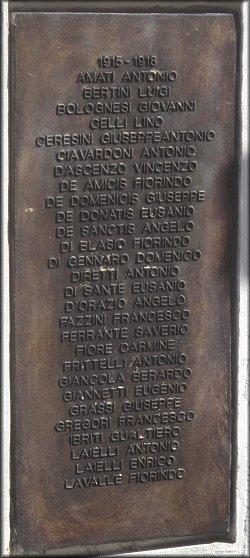 1915-1918
AMATI ANTONIO
BERTINI LUIGI
BOLOGNESI GIOVANNI
CELLI LINO
CERESINI GIUSEPPEANTONIO
CIAVARDONI ANTONIO
D'ASCENZO VINCENZO
DE AMICIS FIORINDO
DE DOMENICIS GIUSEPPE
DE DONATIS EUSANIO
DE SANCTIS ANGELO
DI BLASIO FIORINDO
DI GENNARO DOMENICO
DIRETTI ANTONIO
DI SANTE EUSANIO
D'ORAZIO ANGELO
FAZZINI FRANCESCO
FERRANTE SAVERIO
FIORE CARMINE
FRITTELLI ANTONIO
GIANCOLA BERARDO
GIANNETTI EUGENIO
GRASSI GIUSEPPE
GREGORI FRANSESCO
IBRITI GUALTIERO
LAIELLI ANTONIO
LAIELLI ENRICO
LAVALLE FIORINDO